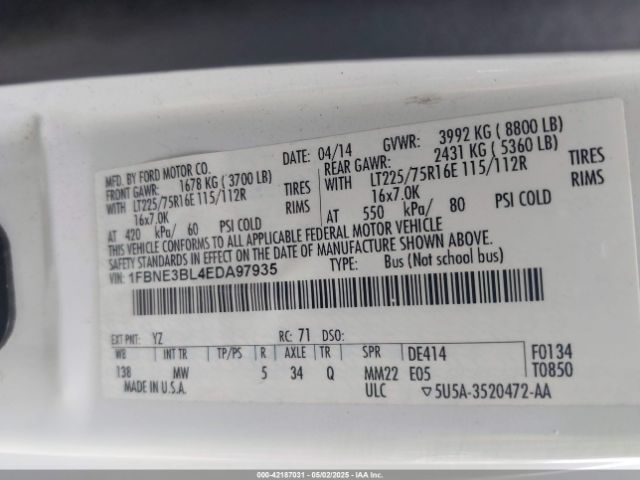 MFD. BY FORD MOTOR CO. DATE: 04/14 GVWR: 3992 KG ( 8800 LB)
FRONT GAWR: 1678 KG ( 3700 LB) REAR GAWR: 2431 KG ( 5360 LB)
WITH LT225/75R16E 115/112R TIRES WITH LT225/75R16E 115/112R TIRES
16x7.0K RIMS 16x7.0K RIMS
AT 420 kPa/ 60 PSI COLD AT 550 kPa/ 80 PSI COLD
THIS VEHICLE CONFORMS TO ALL APPLICABLE FEDERAL MOTOR VEHICLE
SAFETY STANDARDS IN EFFECT ON THE DATE OF MANUFACTURE SHOWN ABOVE.
VIN: 1FBNE3BL4EDA97935 TYPE: Bus (Not school bus)
EXT PNT: YZ RC: 71 DSO:
WB INT TR TP/PS R AXLE TR SPR DE414 F0134
138 MW 5 34 Q MM22 E05 T0850
MADE IN U.S.A. ULC ▽5U5A-3520472-AA
000-42187031 - 05/02/2025 - IAAI.COM